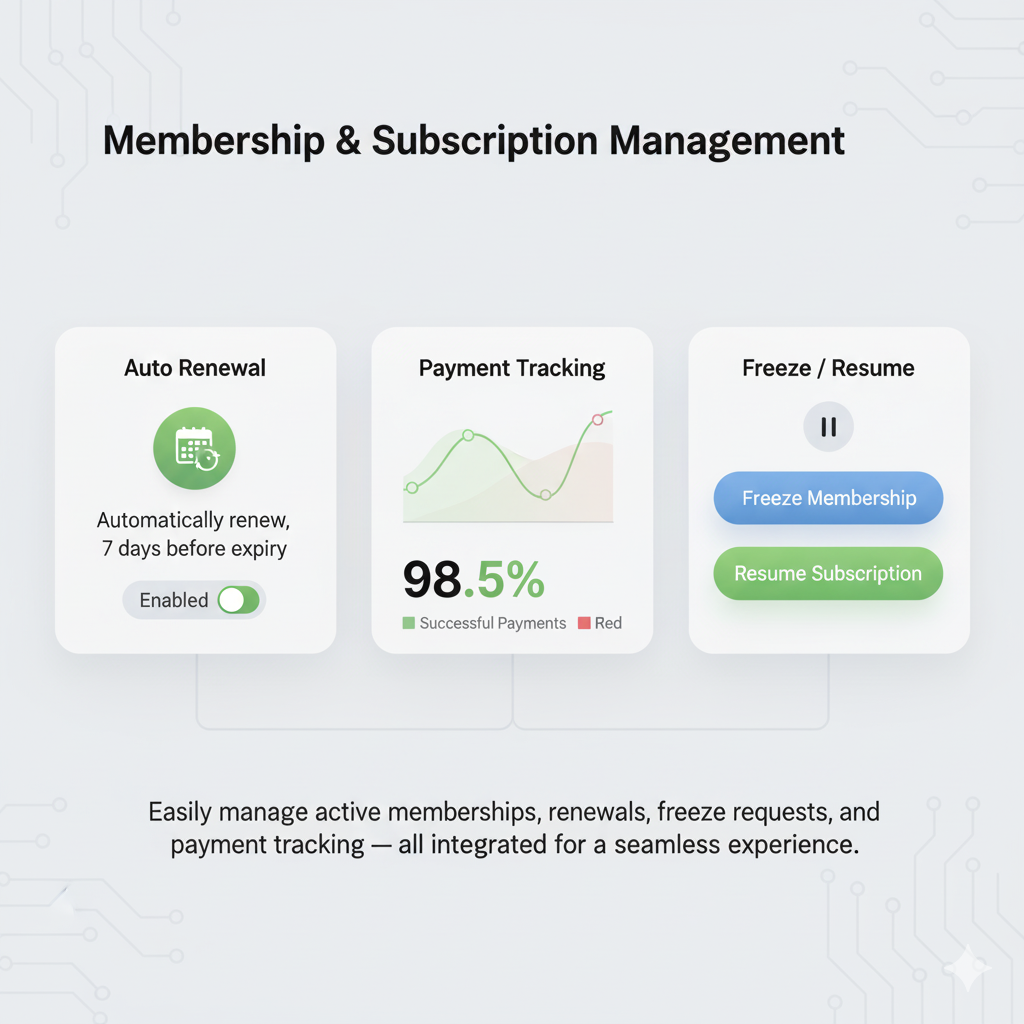 Membership & Subscription Management
Auto Renewal
Automatically renew,
7 days before expiry
Enabled
Payment Tracking
98.5%
Successful Payments Red
Freeze / Resume
Freeze Membership
Resume Subscription
Easily manage active memberships, renewals, freeze requests, and
payment tracking — all integrated for a seamless experience.